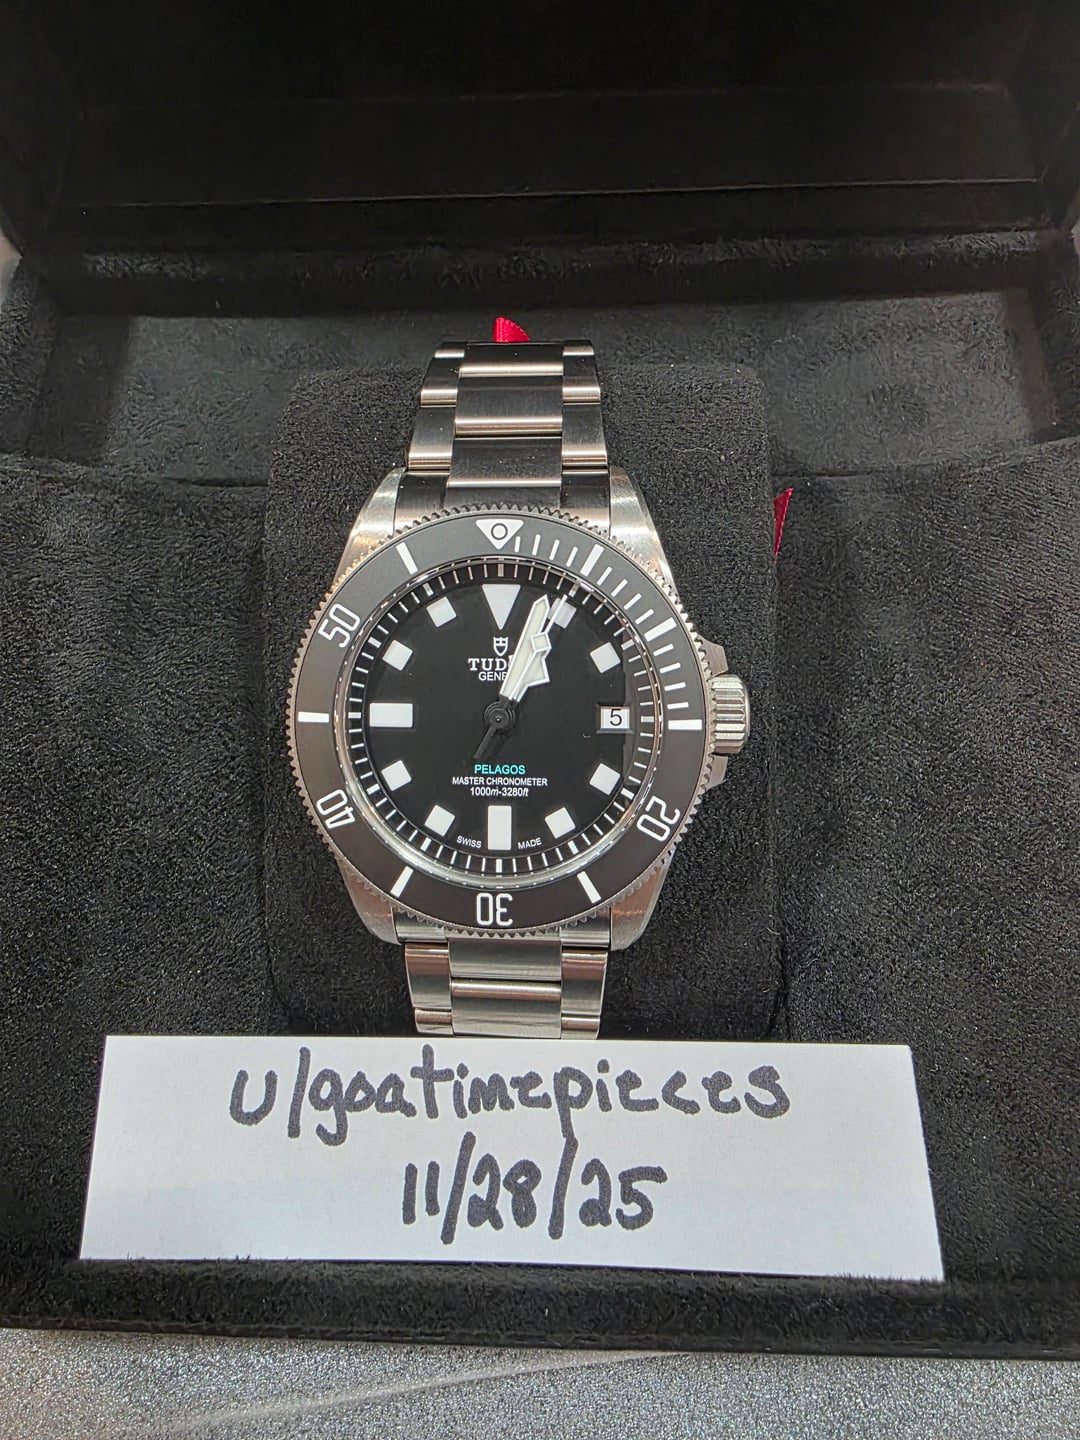 50
TUD
GENE
5
PELAGOS
MASTER CHRONOMETER
1000m-3280ft
SWISS MADE
40
20
30
u/goatimepieces
11/28/25